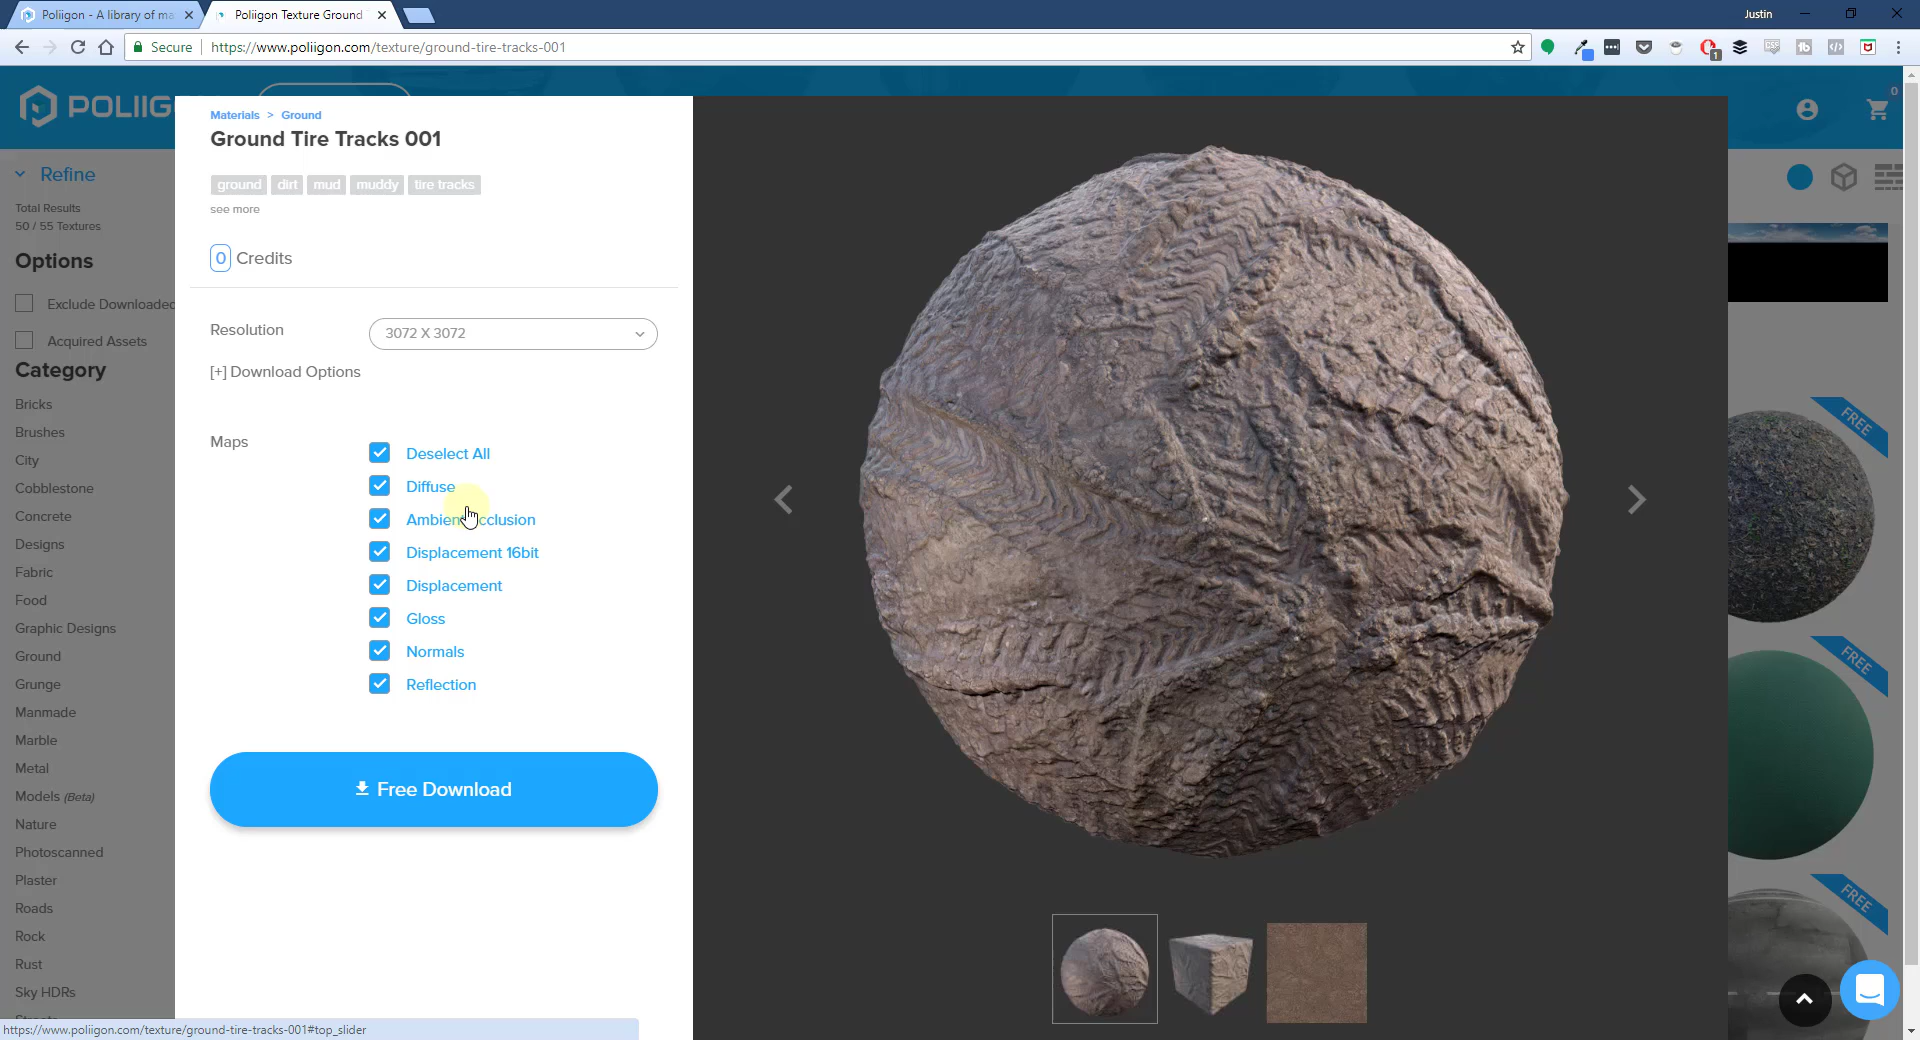 Poliigon - A library of ma
Poliigon Texture Ground
Justin
Secure
https://www.poliigon.com/texture/ground-tire-tracks-001
1
POLIIG
0
Materials > Ground
Ground Tire Tracks 001
ground dirt mud muddy tire tracks
see more
0 Credits
Resolution
3072 X 3072
[+] Download Options
Maps
Deselect All
Diffuse
Ambien cclusion
Displacement 16bit
Displacement
Gloss
Normals
Reflection
Free Download
Refine
Total Results
50 / 55 Textures
Options
Exclude Downloaded
Acquired Assets
Category
Bricks
Brushes
City
Cobblestone
Concrete
Designs
Fabric
Food
Graphic Designs
Ground
Grunge
Manmade
Marble
Metal
Models (Beta)
Nature
Photoscanned
Plaster
Roads
Rock
Rust
Sky HDRs
FREE
FREE
FREE
https://www.poliigon.com/texture/ground-tire-tracks-001#top_slider